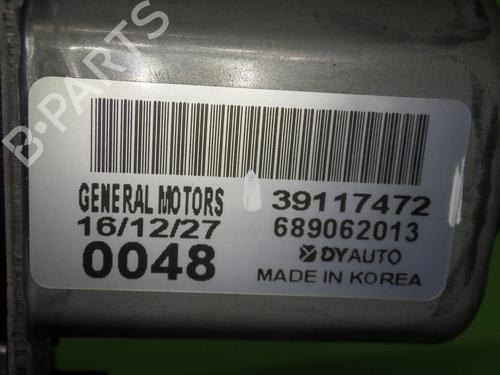 B-PARTS
GENERAL MOTORS 39117472
16/12/27 689062013
0048 DYAUTO
MADE IN KOREA